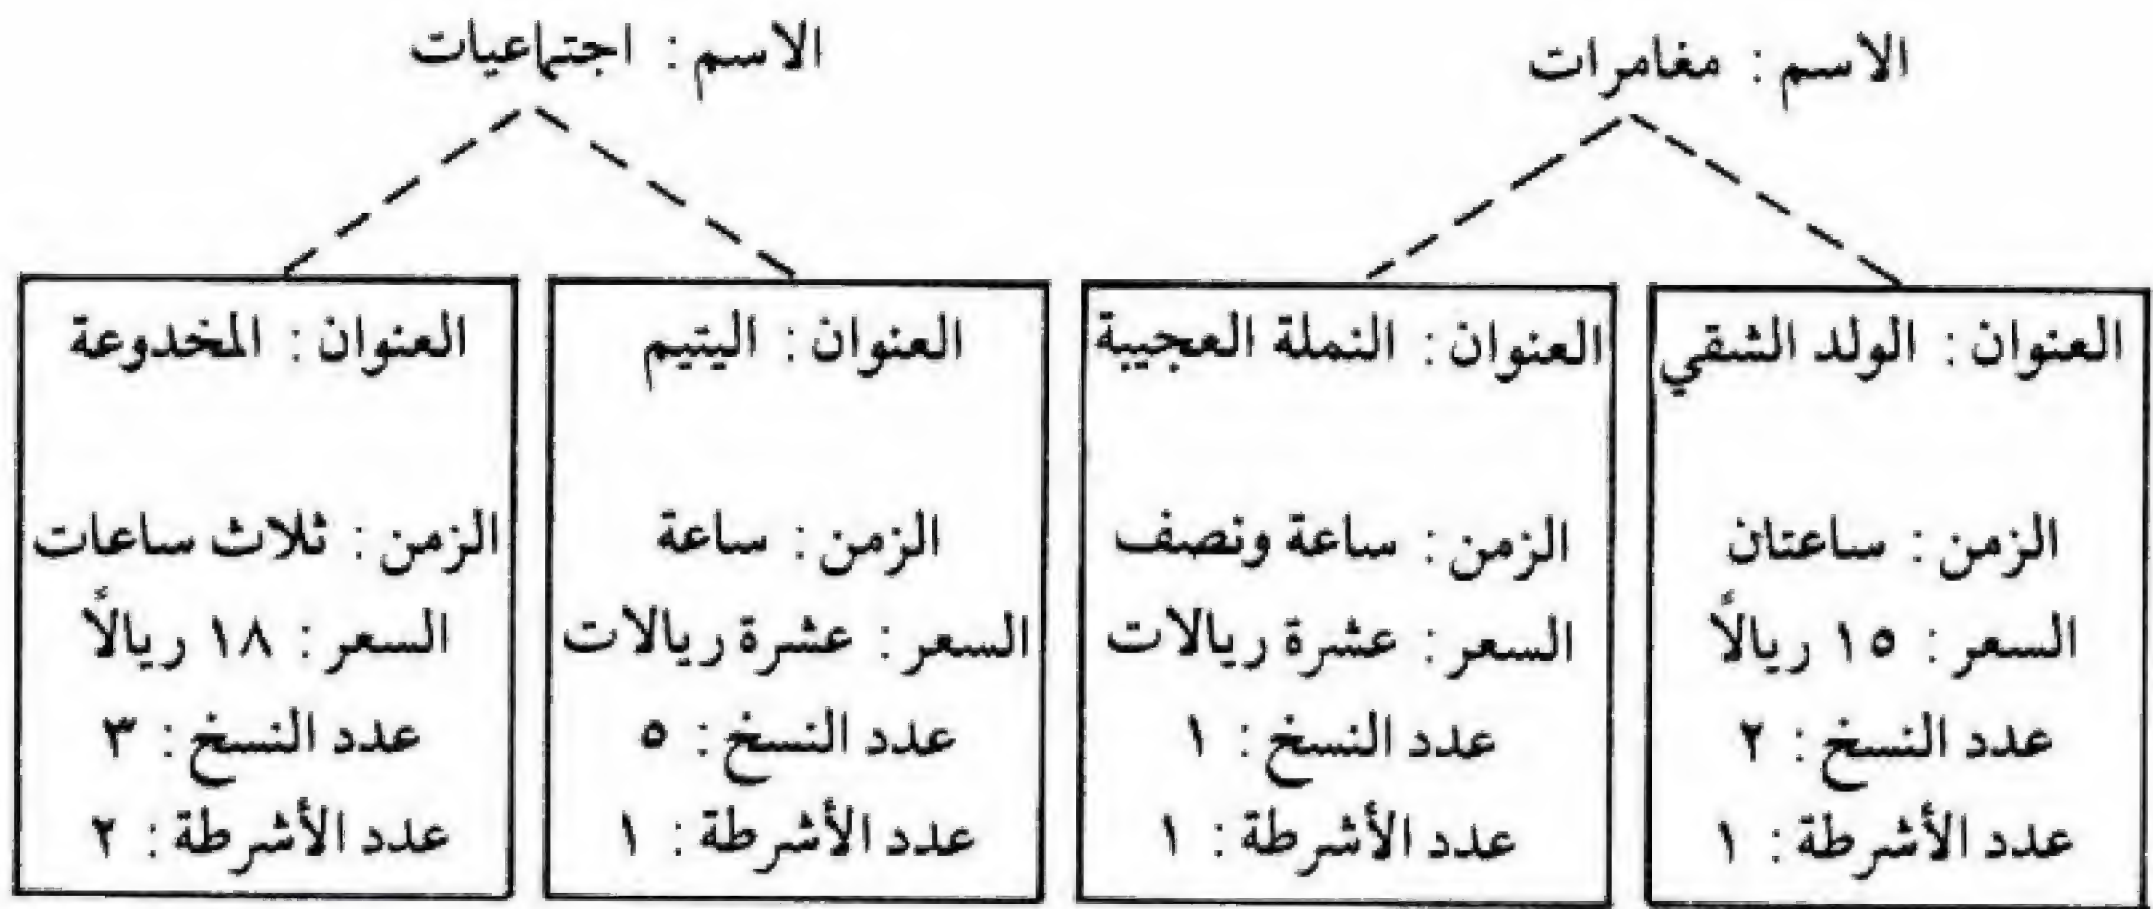 الاسم : مغامرات
الاسم : اجتماعيات
العنوان : الولد الشقي
الزمن : ساعتان
السعر : ١٥ ريالًا
عدد النسخ : ٢
عدد الأشرطة : ١
العنوان : النملة العجيبة
الزمن : ساعة ونصف
السعر : عشرة ريالات
عدد النسخ : ١
عدد الأشرطة : ١
العنوان : اليتيم
الزمن : ساعة
السعر : عشرة ريالات
عدد النسخ : ٥
عدد الأشرطة : ١
العنوان : المخدوعة
الزمن : ثلاث ساعات
السعر : ١٨ ريالًا
عدد النسخ : ٣
عدد الأشرطة : ٢